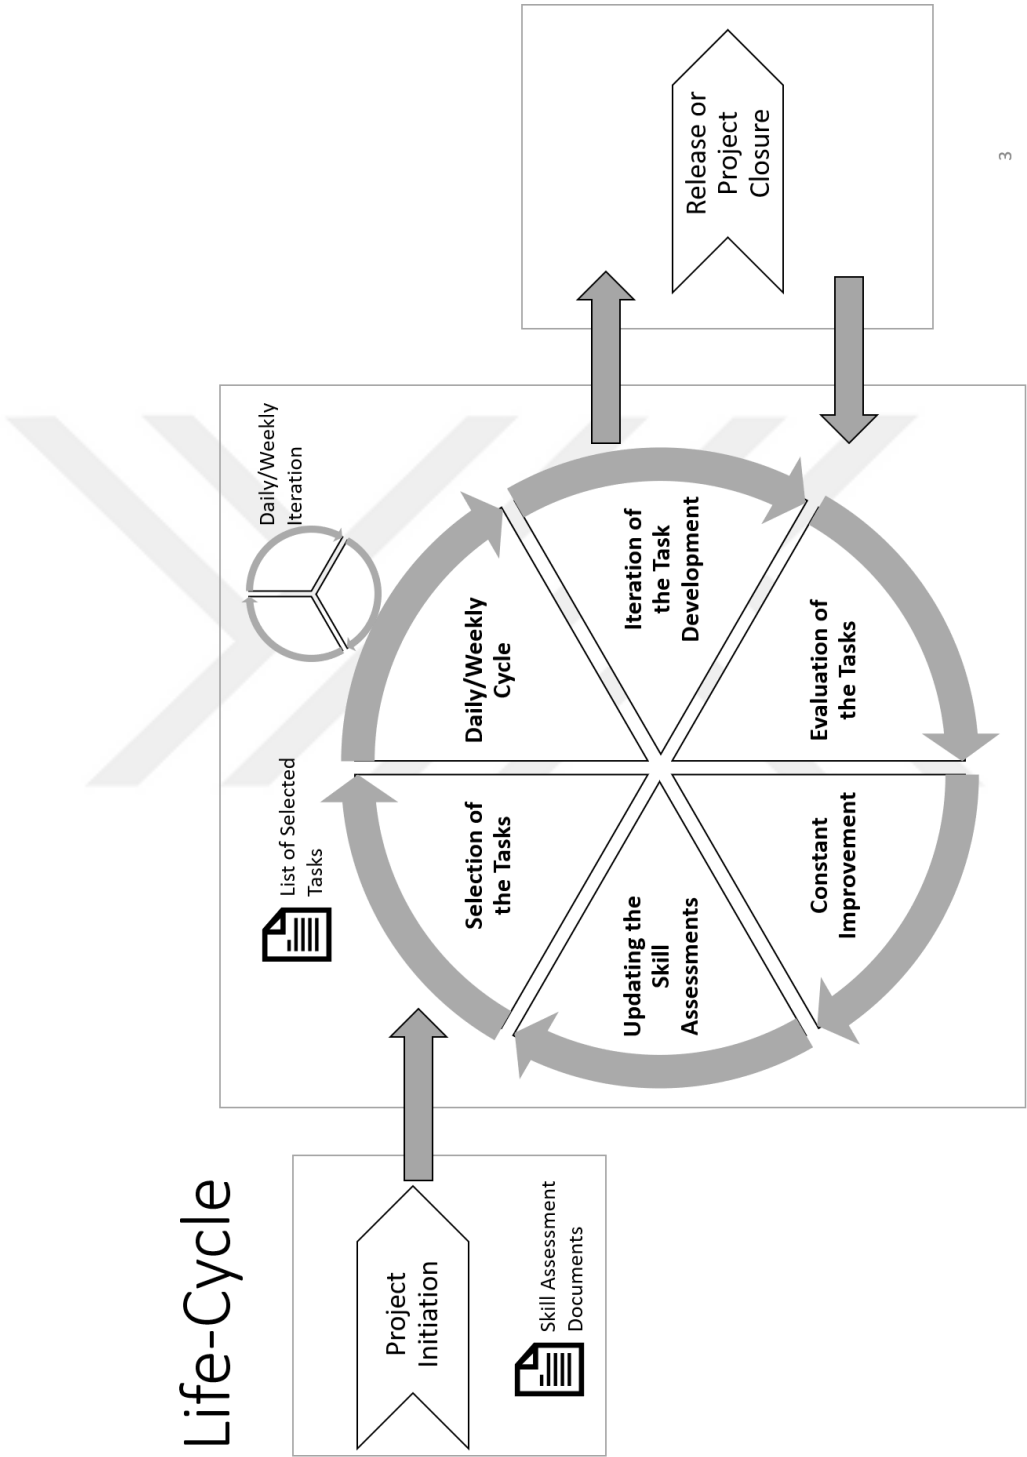 Life-Cycle
Project
Initiation
Skill Assessment
Documents
List of Selected
Tasks
Daily/Weekly
Iteration
Selection of
the Tasks
Daily/Weekly
Cycle
Iteration of
the Task
Development
Evaluation of
the Tasks
Constant
Improvement
Updating the
Skill
Assessments
Release or
Project
Closure
3